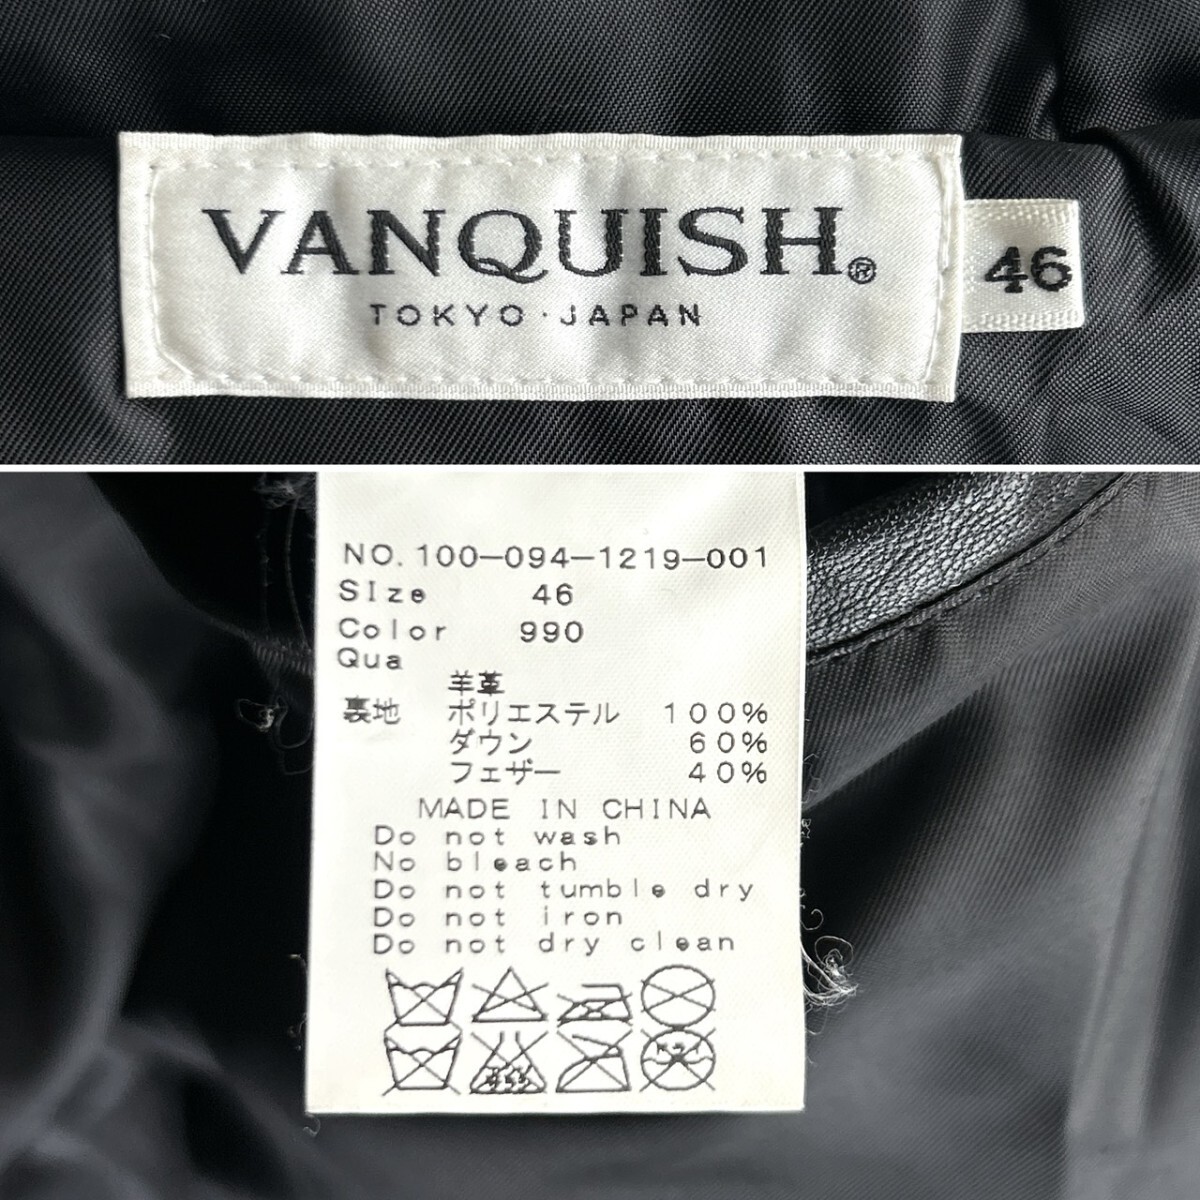 VANQUISH®
TOKYO・JAPAN
46
NO. 100-094-1219-001
SIze 46
Color 990
Qua
羊革
裏地 ポリエステル 100%
ダウン 60%
フェザー 40%
MADE IN CHINA
Do not wash
No bleach
Do not tumble dry
Do not iron
Do not dry clean